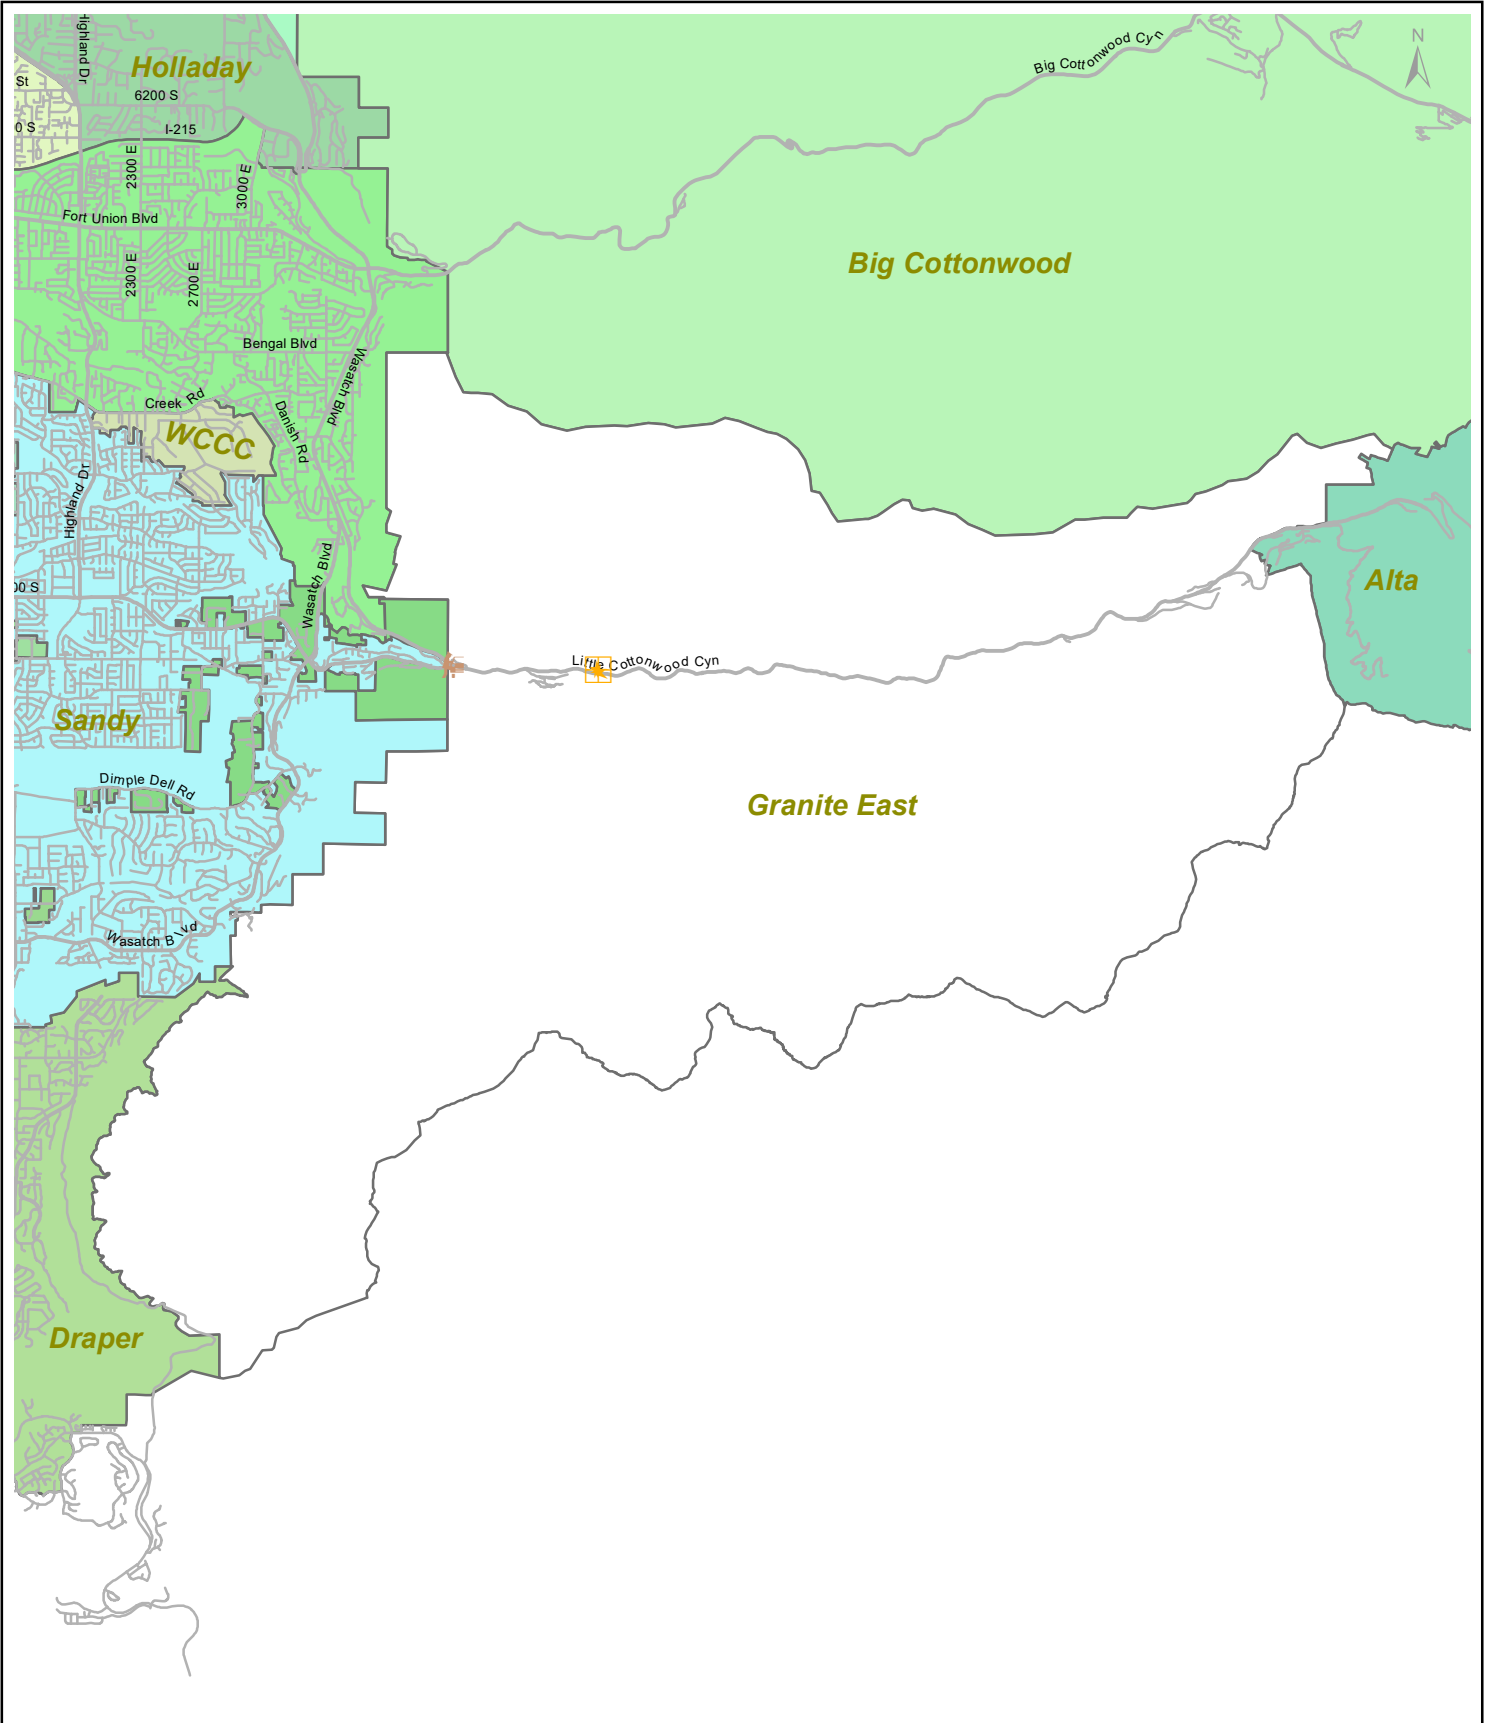 Highland Dr
Holladay
St
6200 S
0 S
I-215
2300 E
3000 E
Fort Union Blvd
2300 E
2700 E
Bengal Blvd
Wasatch Blvd
Creek Rd
WCCC
Danish Rd
Highland Dr
Wasatch Blvd
00 S
Big Cottonwood Cyn
N
Big Cottonwood
Alta
Little Cottonwood Cyn
Sandy
Dimple Dell Rd
Granite East
Wasatch Blvd
Draper